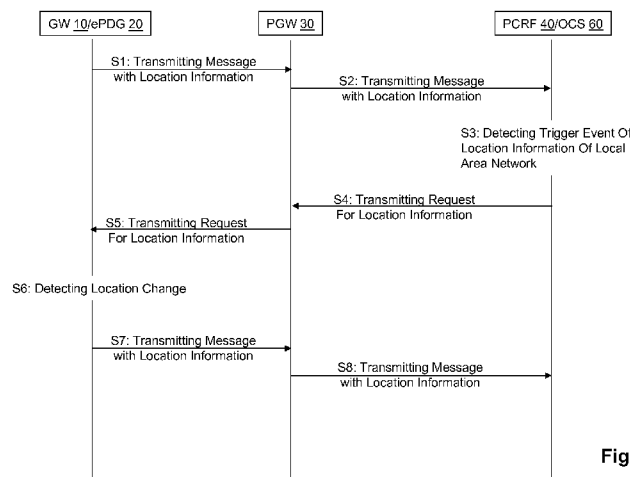 GW 10/ePDG 20
PGW 30
PCRF 40/OCS 60
S1: Transmitting Message
with Location Information
S2: Transmitting Message
with Location Information
S3: Detecting Trigger Event Of
Location Information Of Local
Area Network
S4: Transmitting Request
For Location Information
S5: Transmitting Request
For Location Information
S6: Detecting Location Change
S7: Transmitting Message
with Location Information
S8: Transmitting Message
with Location Information
Fig